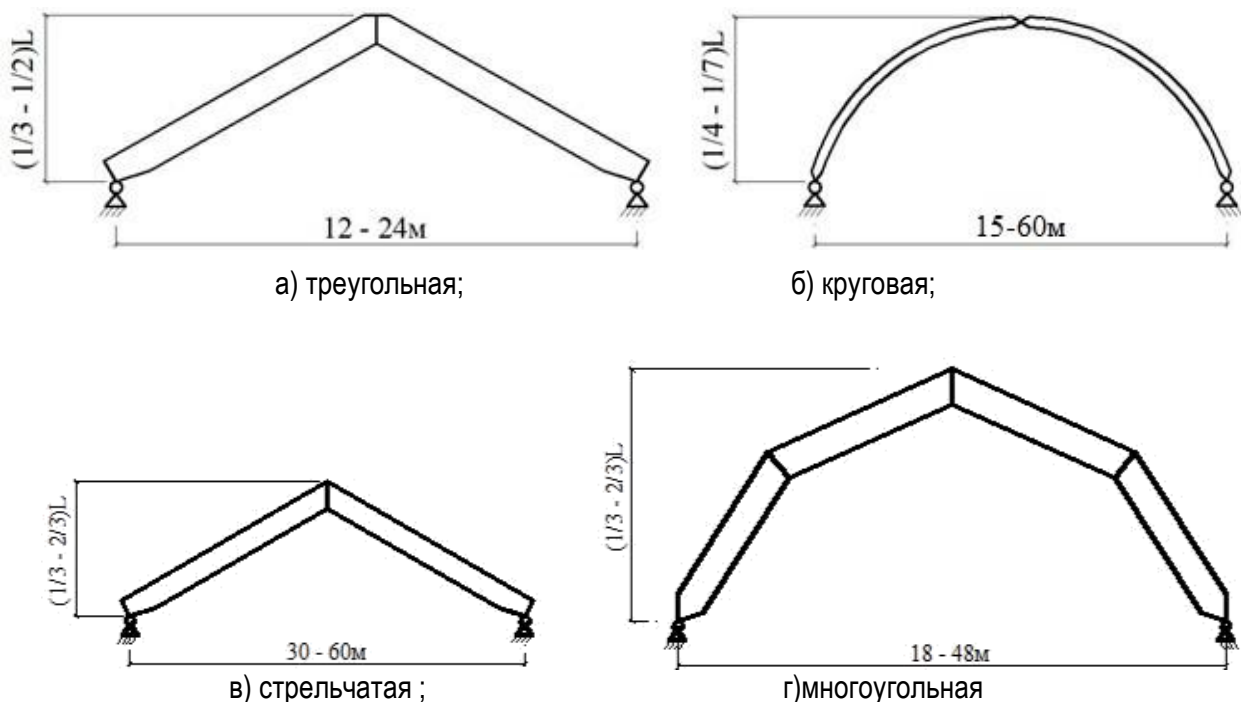 (1/3 - 1/2)L
12 - 24м
а) треугольная;
(1/4 - 1/7)L
15-60м
б) круговая;
(1/3 - 2/3)L
30 - 60м
в) стрельчатая ;
(1/3 - 2/3)L
18 - 48м
г)многоугольная